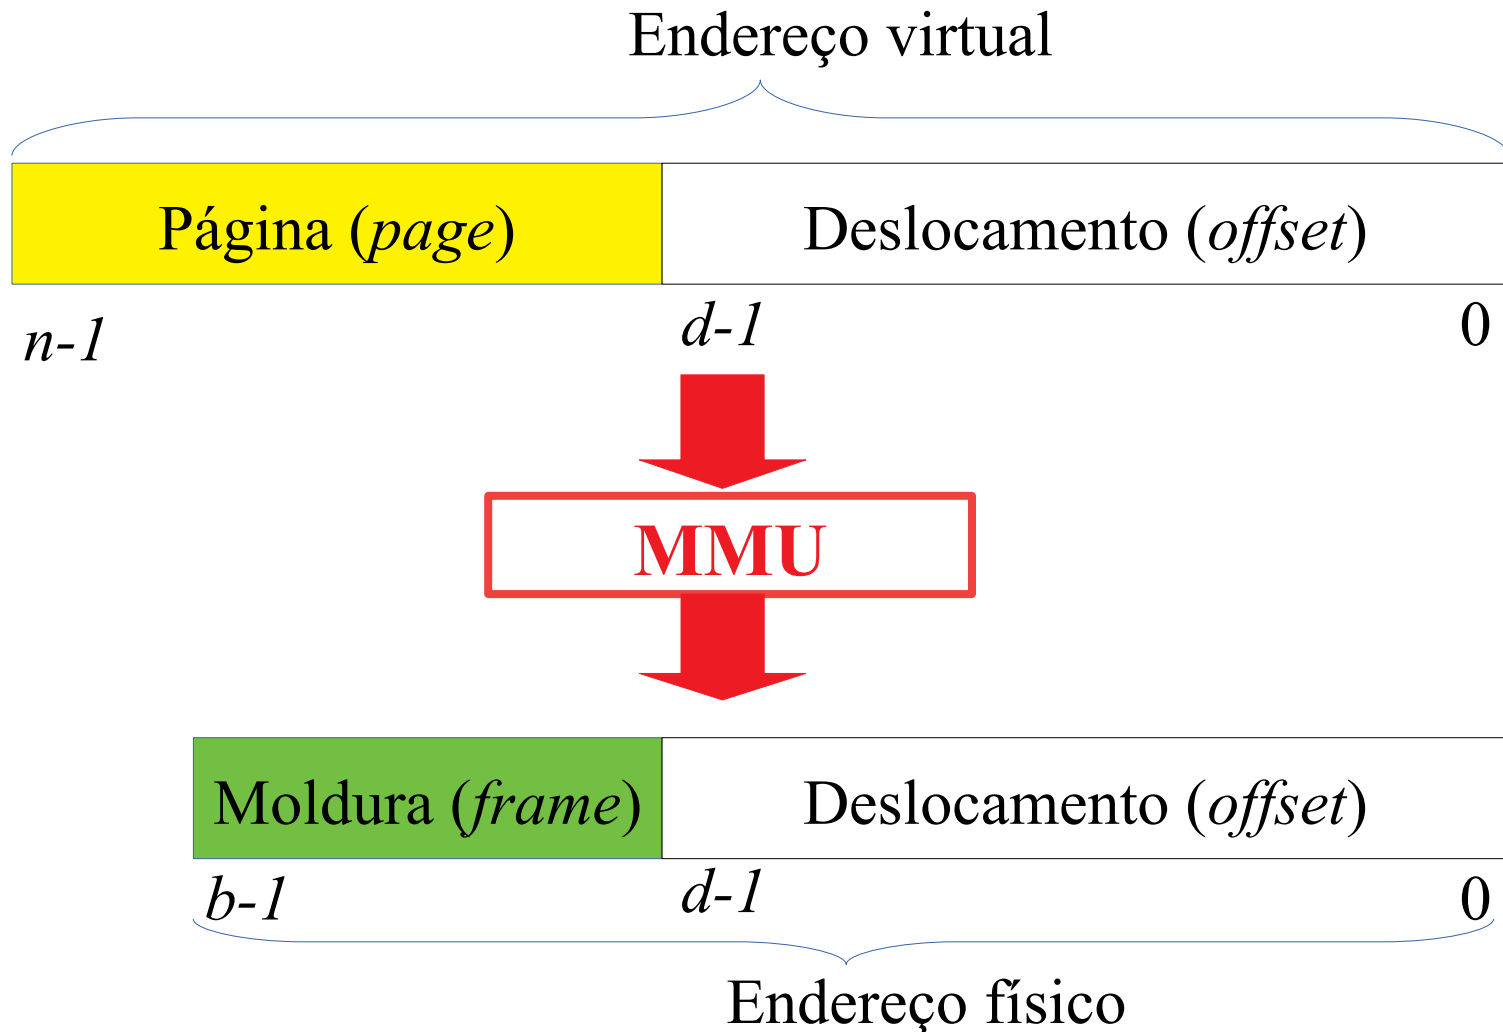 Endereço virtual
Página (page) Deslocamento (offset)
n-1 d-1 0
MMU
Moldura (frame) Deslocamento (offset)
b-1 d-1 0
Endereço físico